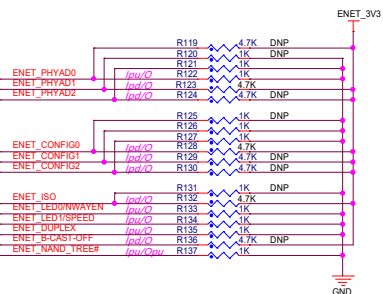 ENET_3V3
R119 4.7K DNP
R120 1K DNP
R121 1K
ENET_PHYAD0 Ipu/O R122 1K
ENET_PHYAD1 Ipd/O R123 4.7K
ENET_PHYAD2 Ipd/O R124 4.7K DNP
R125 1K DNP
R126 1K
R127 1K
ENET_CONFIG0 Ipd/O R128 4.7K
ENET_CONFIG1 Ipd/O R129 4.7K DNP
ENET_CONFIG2 Ipd/O R130 4.7K DNP
R131 1K DNP
ENET_ISO Ipd/O R132 4.7K
ENET_LED0/NWAYEN Ipu/O R133 1K
ENET_LED1/SPEED Ipu/O R134 1K
ENET_DUPLEX Ipu/O R135 1K
ENET_B-CAST-OFF Ipd/O R136 4.7K DNP
ENET_NAND_TREE# Ipu/Opu R137 1K
GND